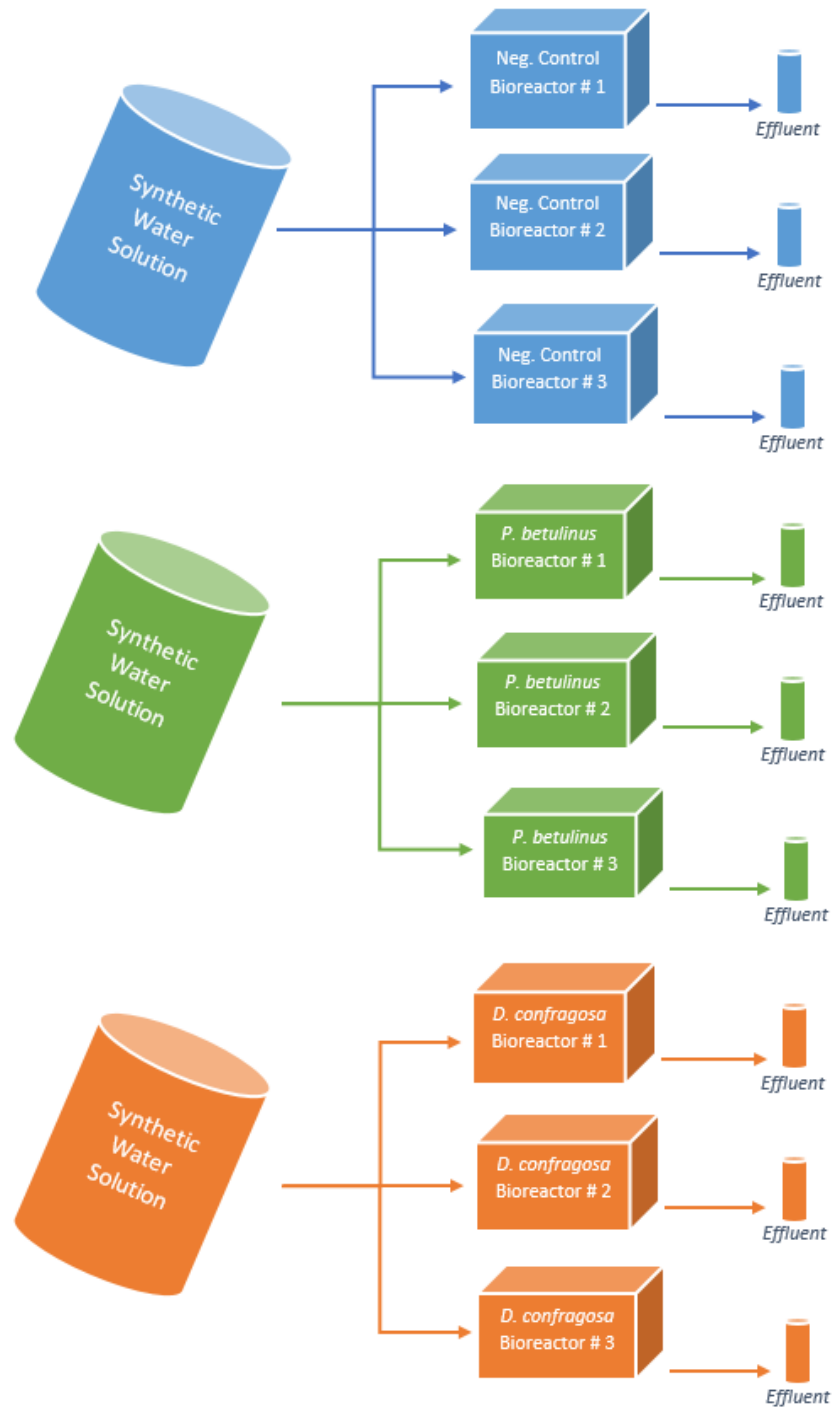 Synthetic
Water
Solution
Neg. Control
Bioreactor # 1
Effluent
Neg. Control
Bioreactor # 2
Effluent
Neg. Control
Bioreactor # 3
Effluent
Synthetic
Water
Solution
P. betulinus
Bioreactor # 1
Effluent
P. betulinus
Bioreactor # 2
Effluent
P. betulinus
Bioreactor # 3
Effluent
Synthetic
Water
Solution
D. confragosa
Bioreactor # 1
Effluent
D. confragosa
Bioreactor # 2
Effluent
D. confragosa
Bioreactor # 3
Effluent